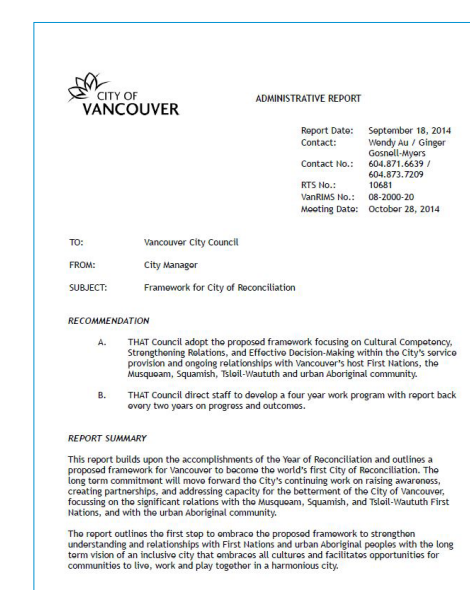 CITY OF
VANCOUVER
ADMINISTRATIVE REPORT
Report Date: September 18, 2014
Contact: Wendy Au / Ginger
Gosnell-Myers
Contact No.: 604.871.6639 /
604.873.7209
RTS No.: 10681
VanRIMS No.: 08-2000-20
Meeting Date: October 28, 2014
TO: Vancouver City Council
FROM: City Manager
SUBJECT: Framework for City of Reconciliation
RECOMMENDATION
A. THAT Council adopt the proposed framework focusing on Cultural Competency,
Strengthening Relations, and Effective Decision-Making within the City's service
provision and ongoing relationships with Vancouver's host First Nations, the
Musqueam, Squamish, Tsleil-Waututh and urban Aboriginal community.
B. THAT Council direct staff to develop a four year work program with report back
every two years on progress and outcomes.
REPORT SUMMARY
This report builds upon the accomplishments of the Year of Reconciliation and outlines a
proposed framework for Vancouver to become the world's first City of Reconciliation. The
long term commitment will move forward the City's continuing work on raising awareness,
creating partnerships, and addressing capacity for the betterment of the City of Vancouver,
focussing on the significant relations with the Musqueam, Squamish, and Tsleil-Waututh First
Nations, and with the urban Aboriginal community.
The report outlines the first step to embrace the proposed framework to strengthen
understanding and relationships with First Nations and urban Aboriginal peoples with the long
term vision of an inclusive city that embraces all cultures and facilitates opportunities for
communities to live, work and play together in a harmonious city.